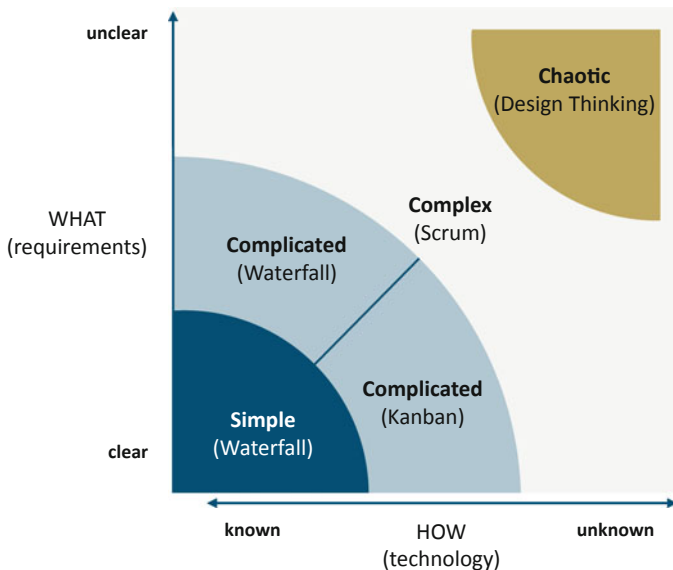 unclear
Chaotic
(Design Thinking)
WHAT
(requirements)
Complex
(Scrum)
Complicated
(Waterfall)
Complicated
(Kanban)
Simple
(Waterfall)
clear
known
HOW
(technology)
unknown